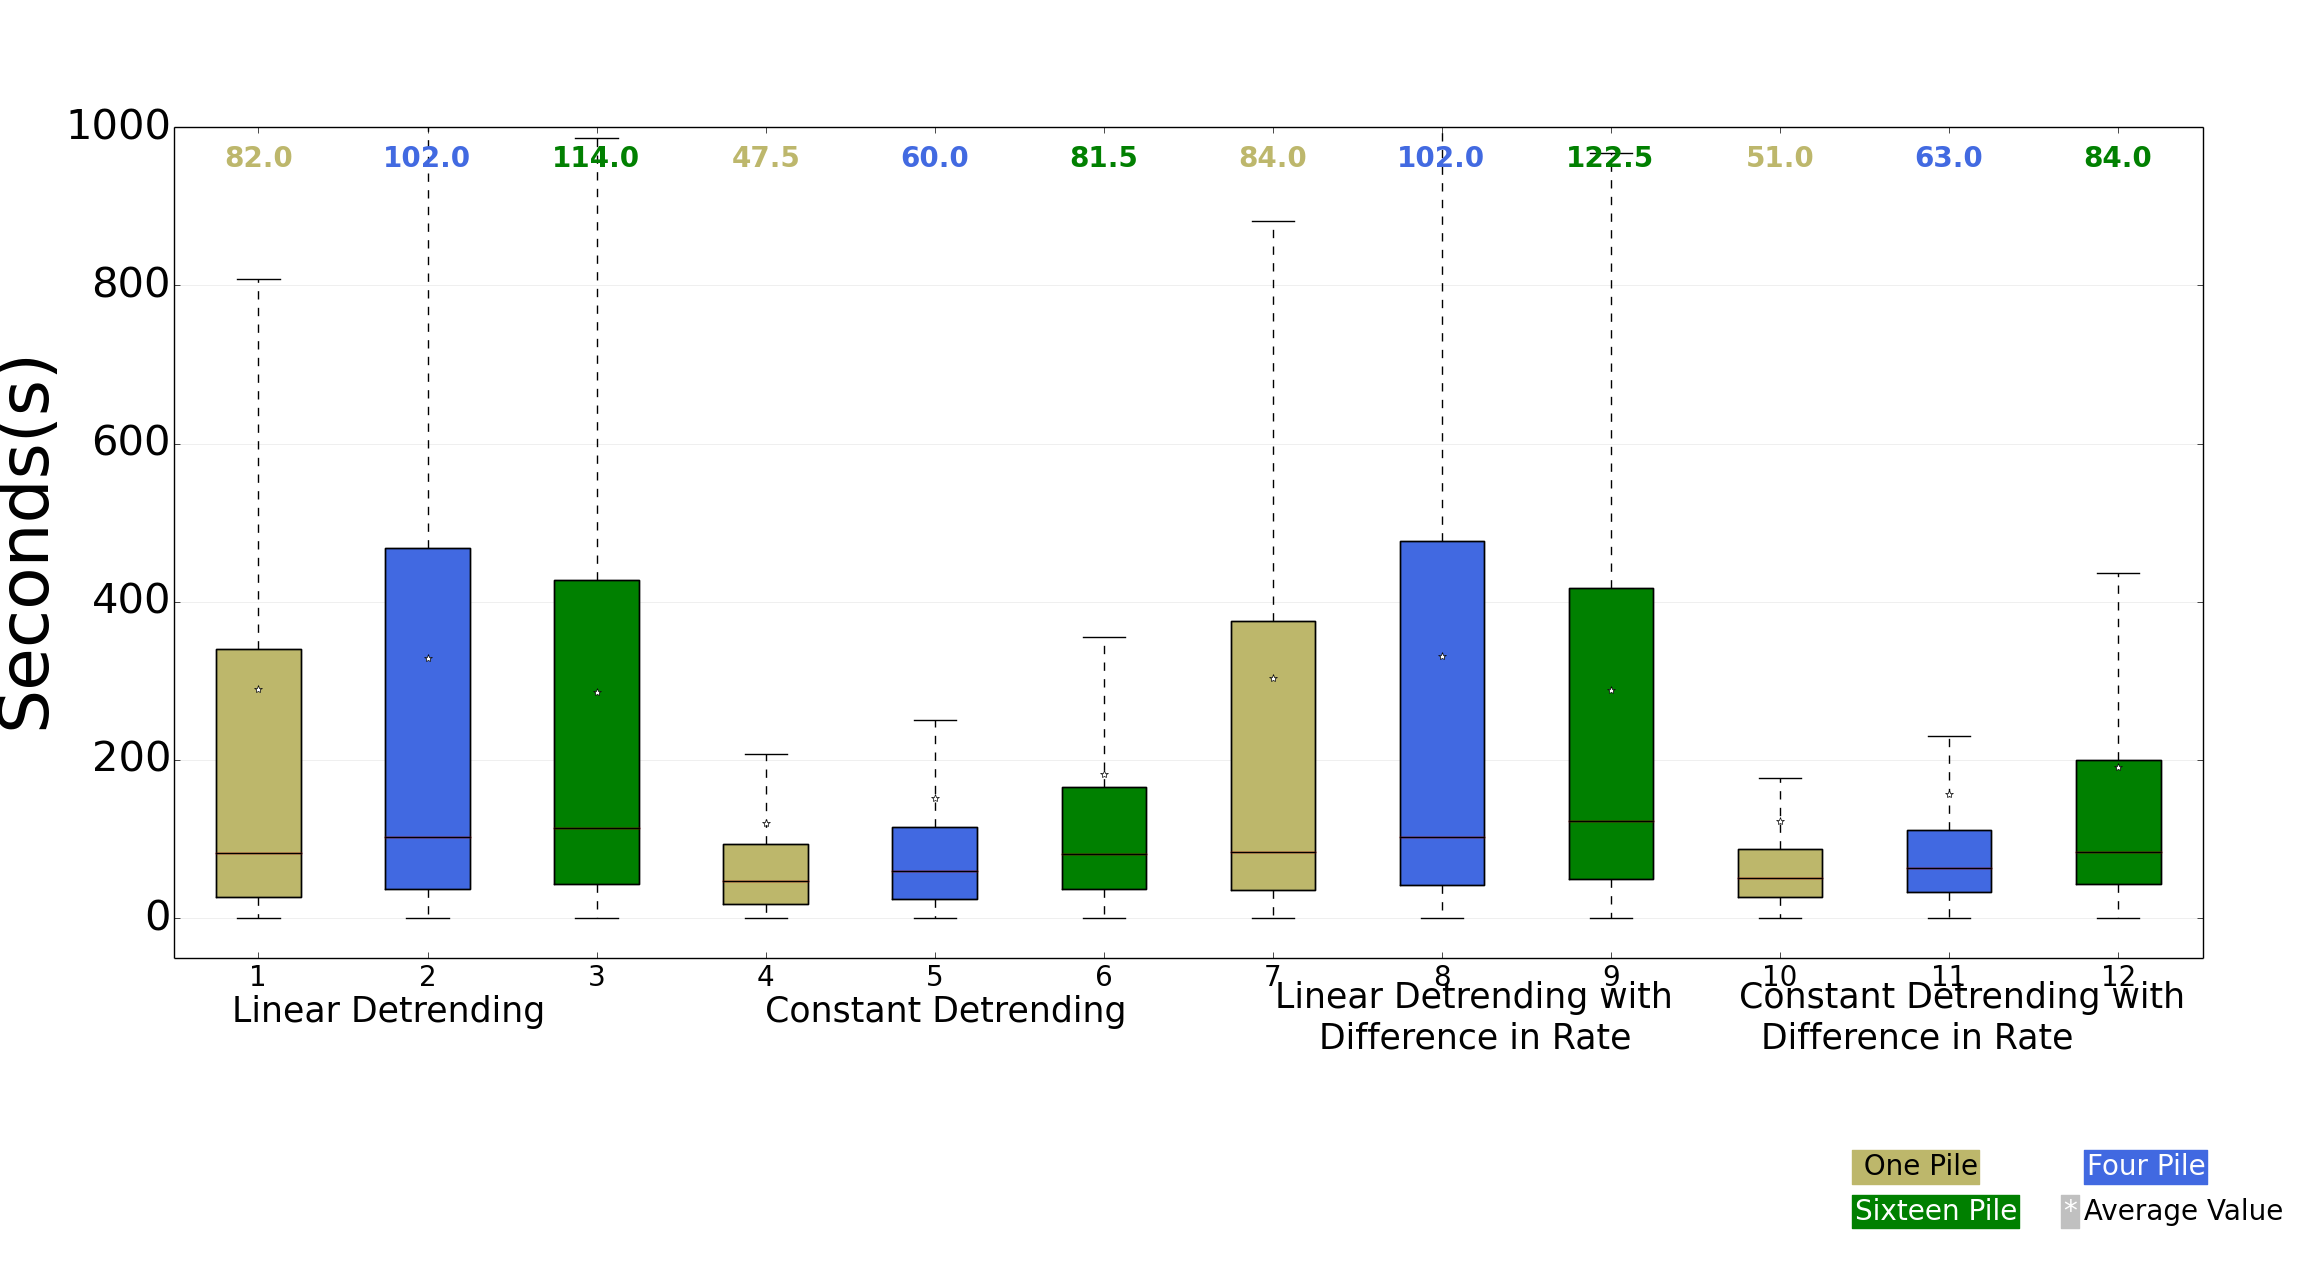 1000
82.0 102.0 114.0 47.5 60.0 81.5 84.0 102.0 122.5 51.0 63.0 84.0
800
600
400
200
0
Seconds(s)
1 2 3 4 5 6 7 8 9 10 11 12
Linear Detrending
Constant Detrending
Linear Detrending with
Difference in Rate
Constant Detrending with
Difference in Rate
One Pile
Four Pile
Sixteen Pile
* Average Value